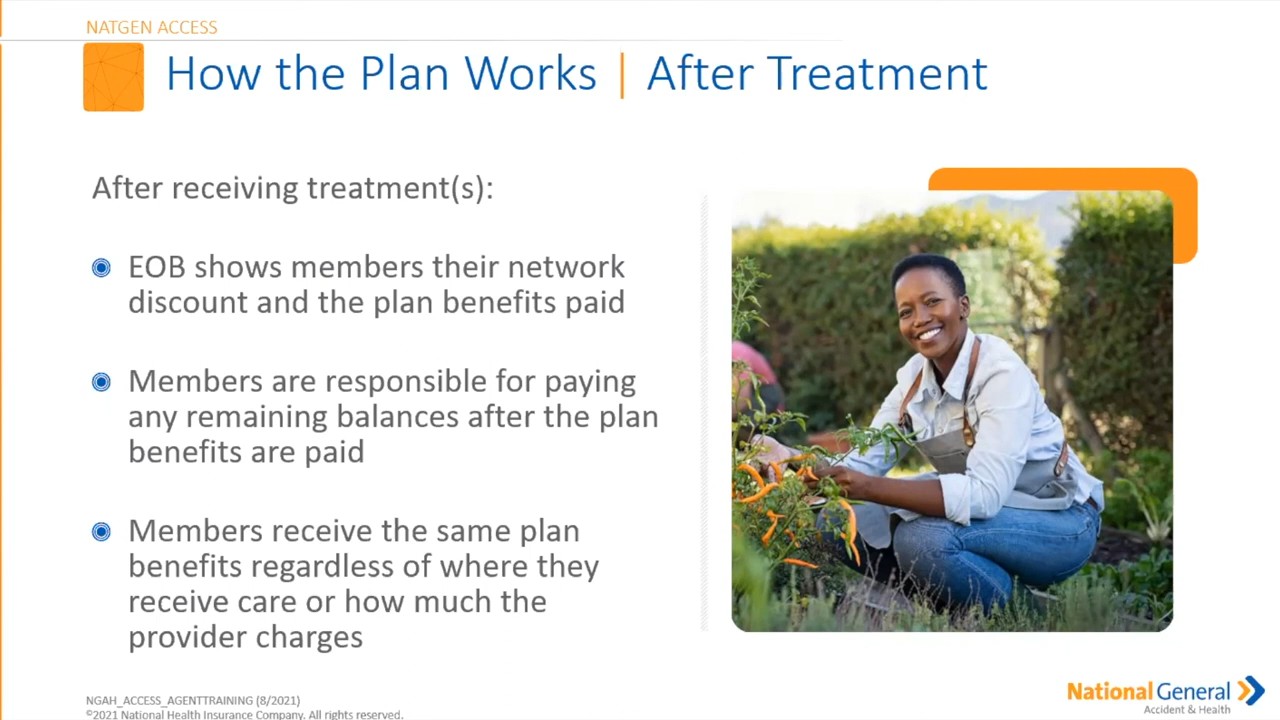 NATGEN ACCESS
How the Plan Works | After Treatment
After receiving treatment(s):
EOB shows members their network
discount and the plan benefits paid
Members are responsible for paying
any remaining balances after the plan
benefits are paid
Members receive the same plan
benefits regardless of where they
receive care or how much the
provider charges
NGAH_ACCESS_AGENTTRAINING (8/2021)
©2021 National Health Insurance Company. All rights reserved.
National General
Accident & Health